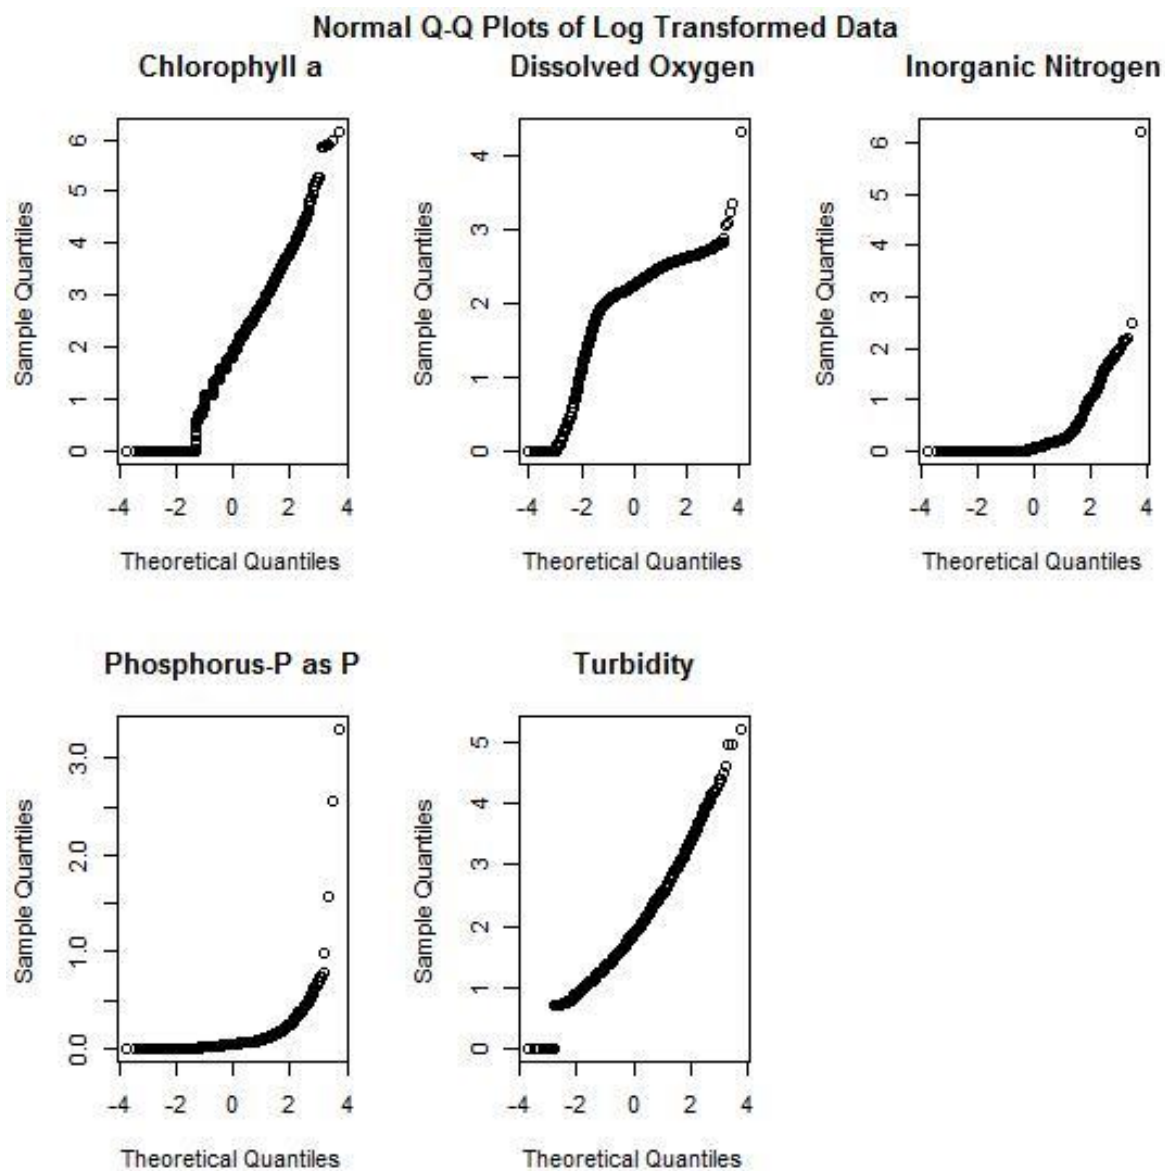 Normal Q-Q Plots of Log Transformed Data
Chlorophyll a
Sample Quantiles
6
5
4
3
2
1
0
-4 -2 0 2 4
Theoretical Quantiles
Dissolved Oxygen
Sample Quantiles
4
3
2
1
0
-4 -2 0 2 4
Theoretical Quantiles
Inorganic Nitrogen
Sample Quantiles
6
5
4
3
2
1
0
-4 -2 0 2 4
Theoretical Quantiles
Phosphorus-P as P
Sample Quantiles
3.0
2.0
1.0
0.0
-4 -2 0 2 4
Theoretical Quantiles
Turbidity
Sample Quantiles
5
4
3
2
1
0
-4 -2 0 2 4
Theoretical Quantiles